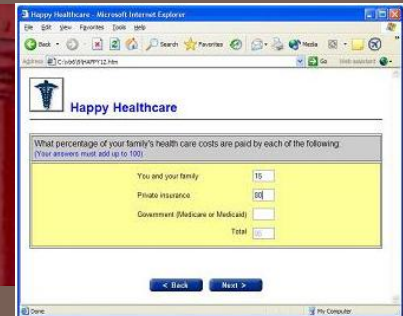 Happy Healthcare - Microsoft Internet Explorer
File Edit View Favorites Tools Help
Back Search Favorites Media
Address Go
Happy Healthcare
What percentage of your family's health care costs are paid by each of the following:
(Your answers must add up to 100)
You and your family 15
Private insurance 80
Government (Medicare or Medicaid)
Total 95
< Back Next >
Done My Computer